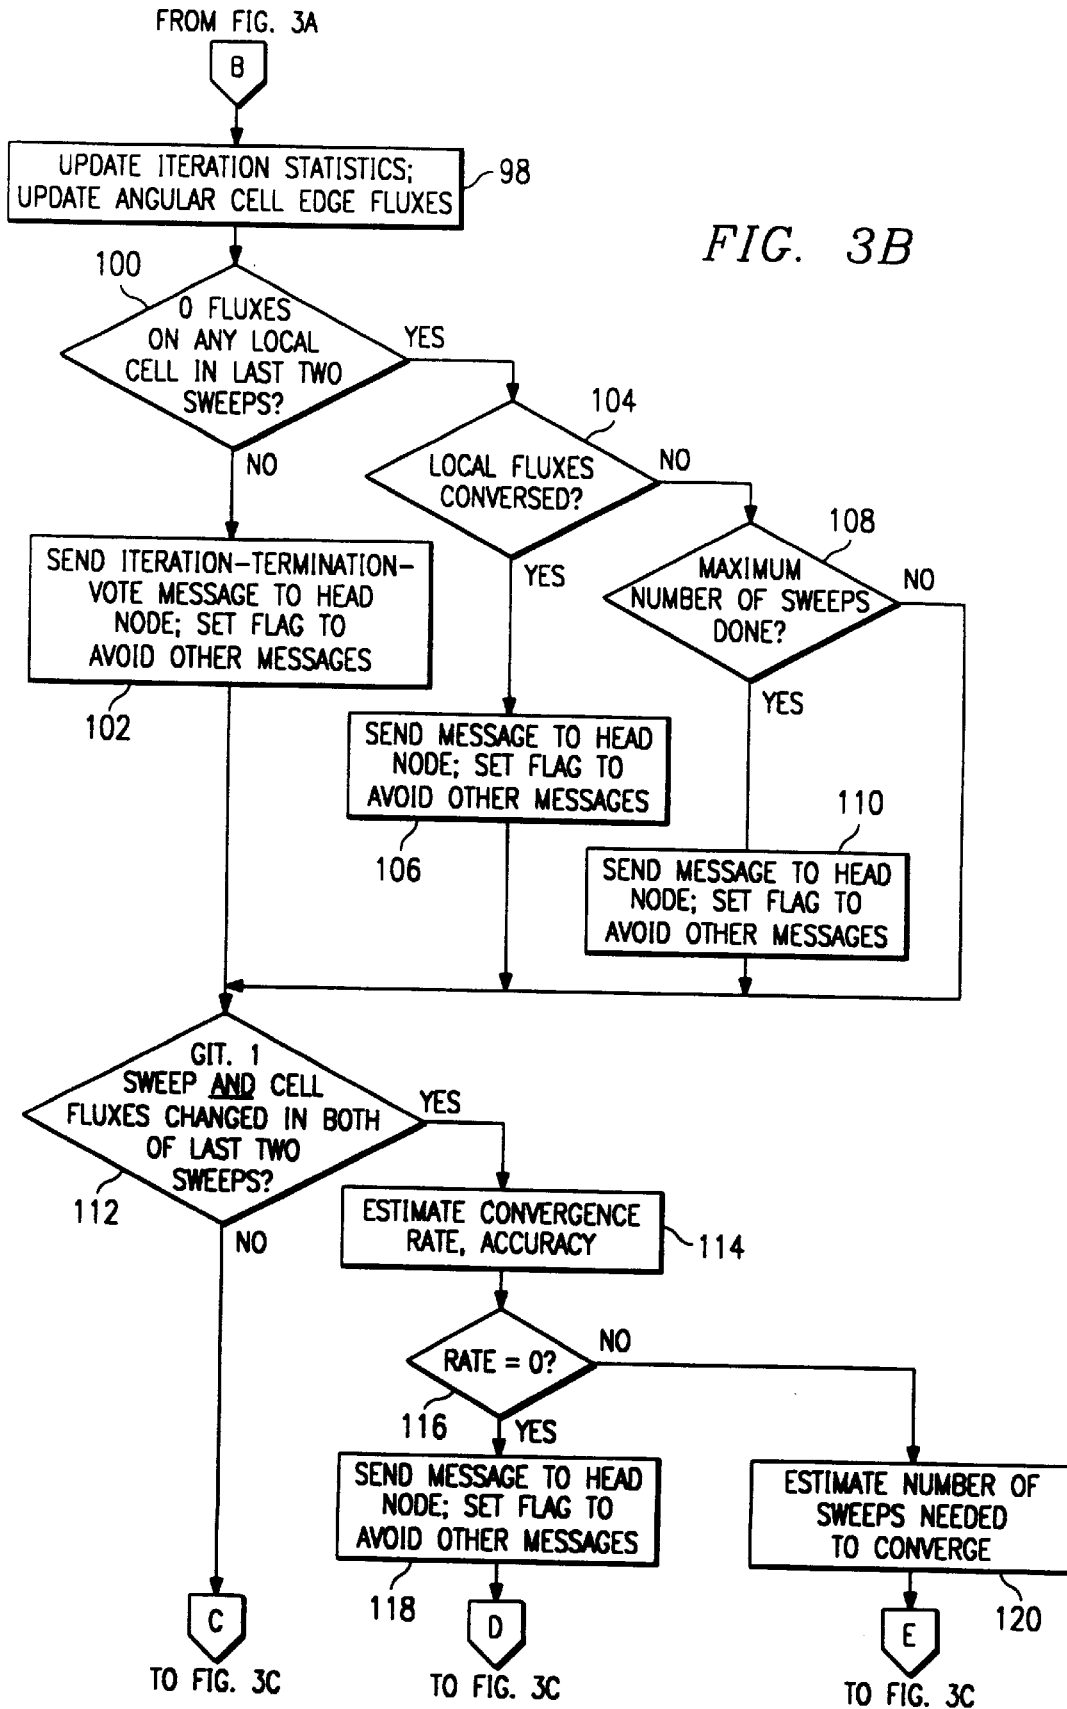 FROM FIG. 3A
B
UPDATE ITERATION STATISTICS;
UPDATE ANGULAR CELL EDGE FLUXES
98
FIG. 3B
100
0 FLUXES
ON ANY LOCAL
CELL IN LAST TWO
SWEEPS?
YES
NO
104
LOCAL FLUXES
CONVERSED?
NO
YES
108
MAXIMUM
NUMBER OF SWEEPS
DONE?
NO
YES
SEND ITERATION-TERMINATION-
VOTE MESSAGE TO HEAD
NODE; SET FLAG TO
AVOID OTHER MESSAGES
102
SEND MESSAGE TO HEAD
NODE; SET FLAG TO
AVOID OTHER MESSAGES
106
110
SEND MESSAGE TO HEAD
NODE; SET FLAG TO
AVOID OTHER MESSAGES
GIT. 1
SWEEP AND CELL
FLUXES CHANGED IN BOTH
OF LAST TWO
SWEEPS?
112
YES
NO
ESTIMATE CONVERGENCE
RATE, ACCURACY
114
RATE = 0?
116
NO
YES
SEND MESSAGE TO HEAD
NODE; SET FLAG TO
AVOID OTHER MESSAGES
118
ESTIMATE NUMBER OF
SWEEPS NEEDED
TO CONVERGE
120
C
TO FIG. 3C
D
TO FIG. 3C
E
TO FIG. 3C